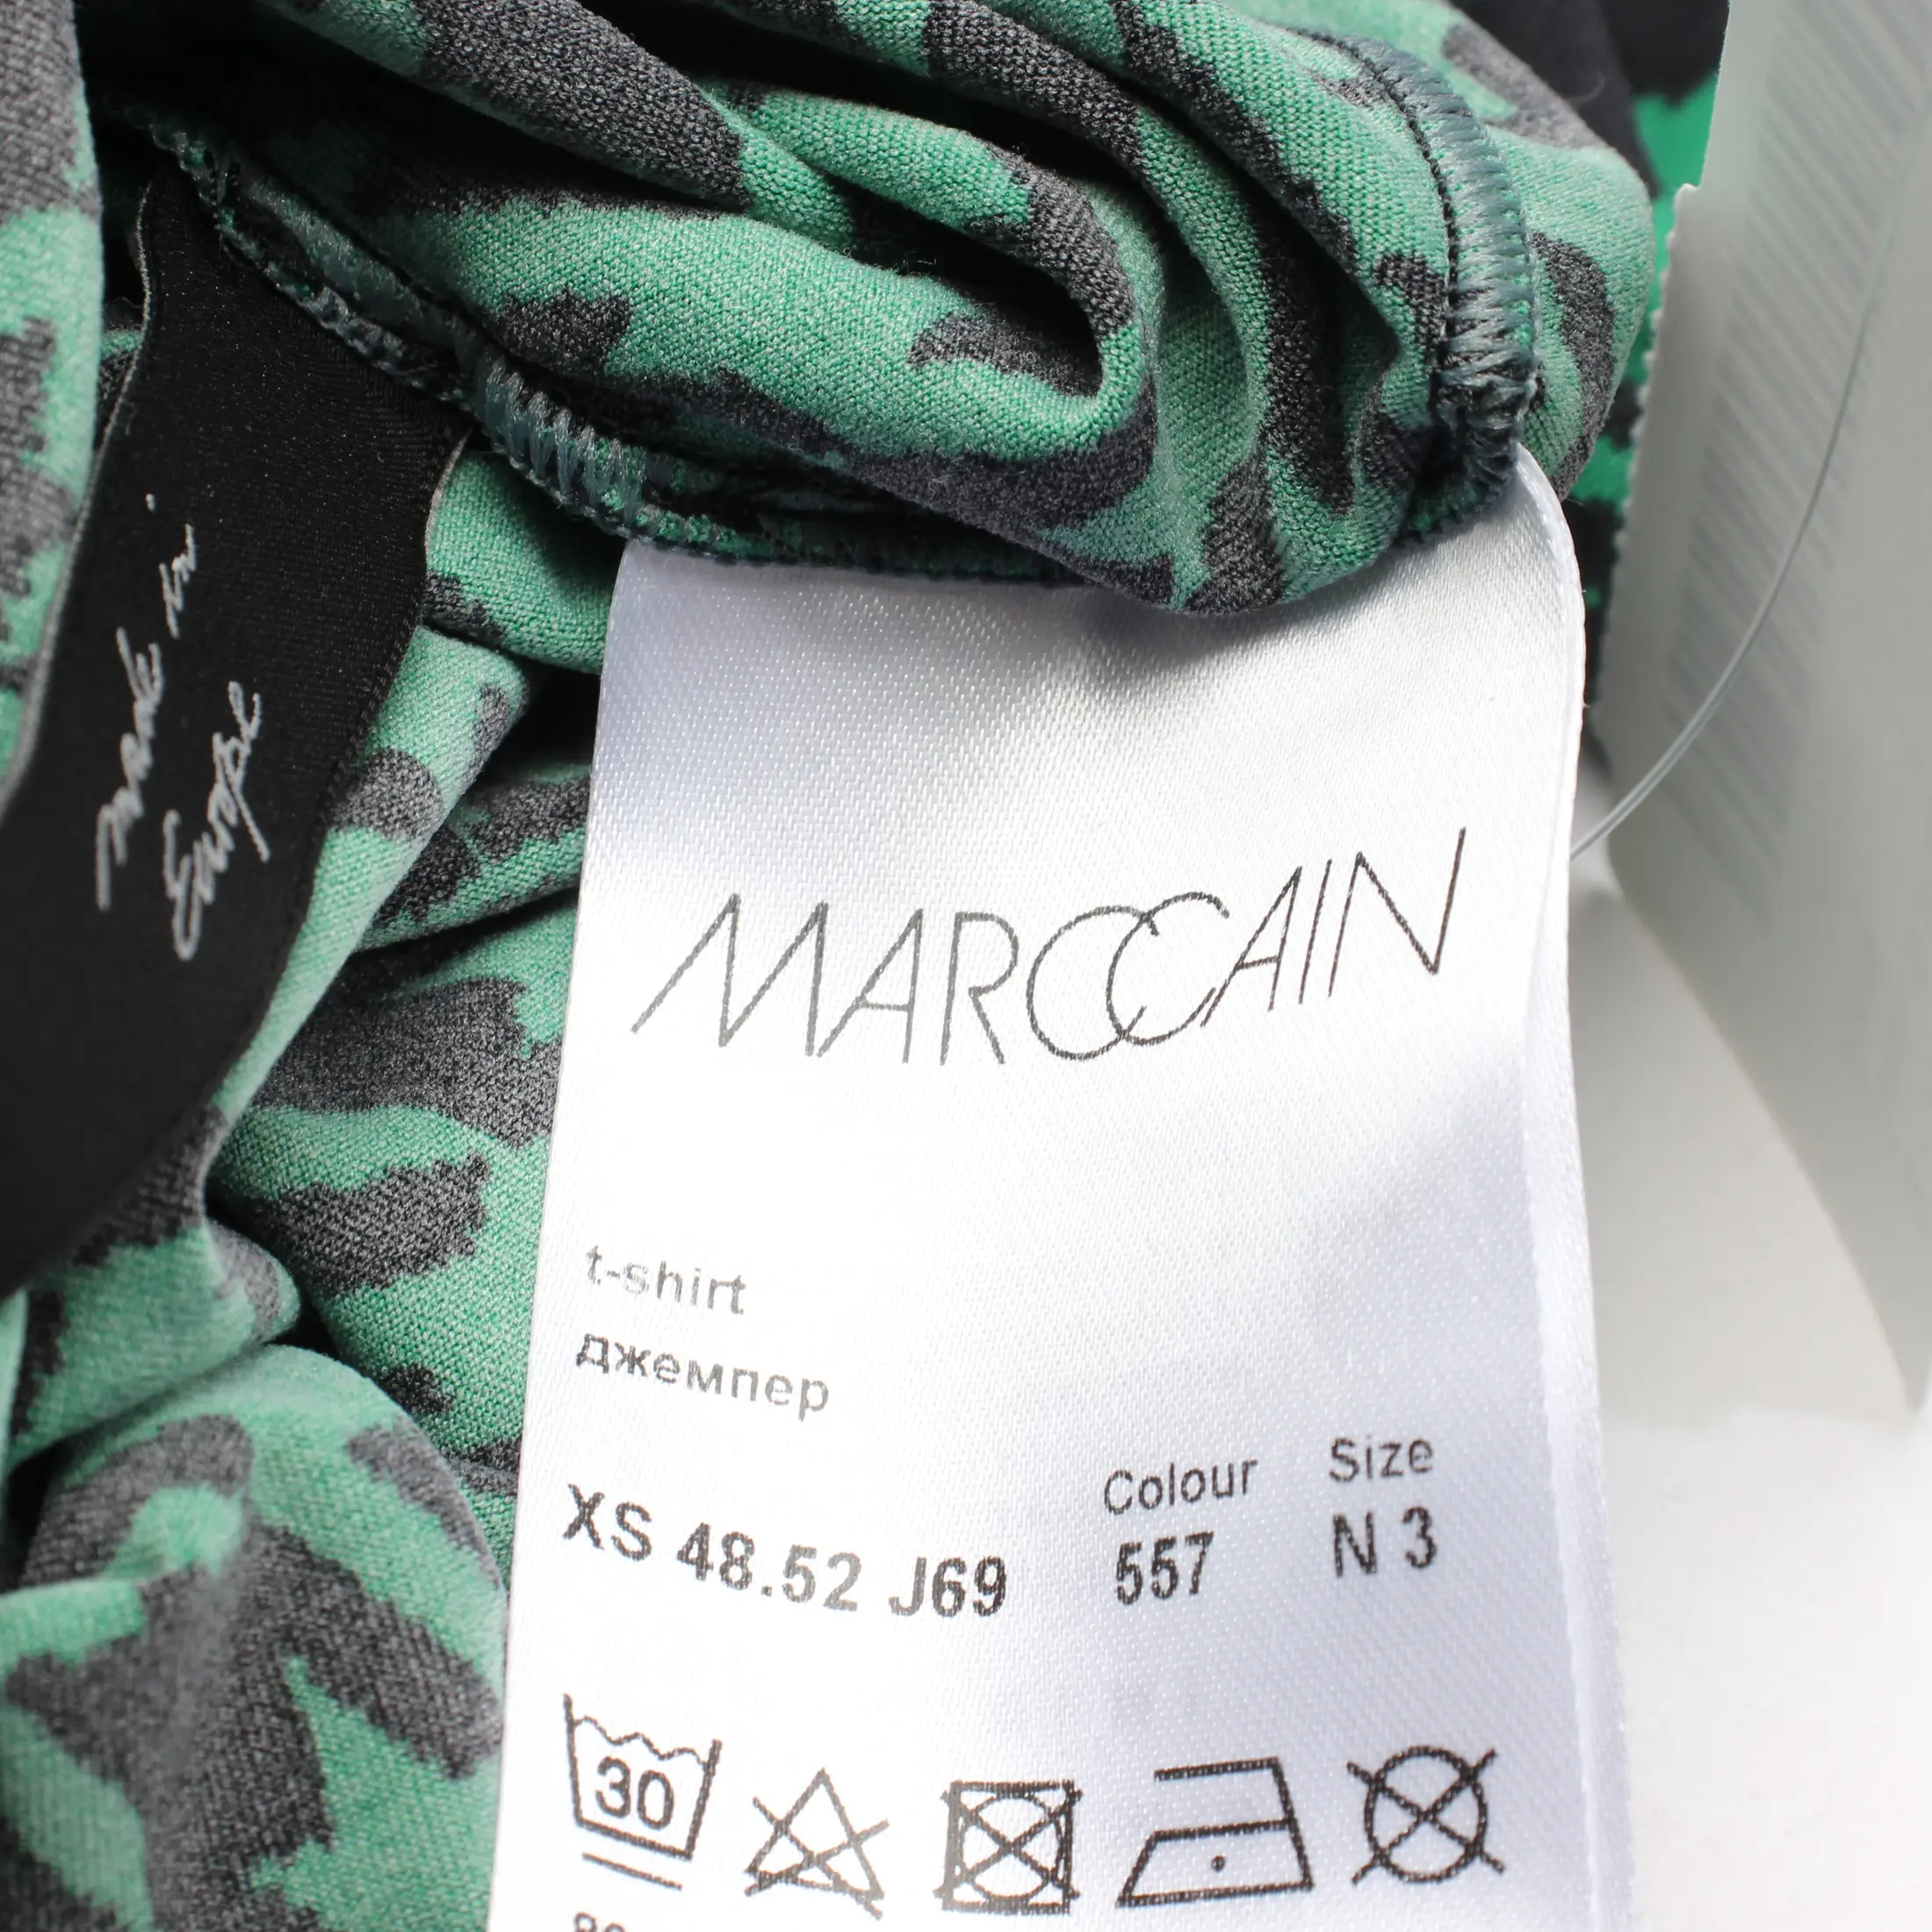 made in
Europe
MARCCAIN
t-shirt
джемпер
Colour Size
XS 48.52 J69 557 N 3
30